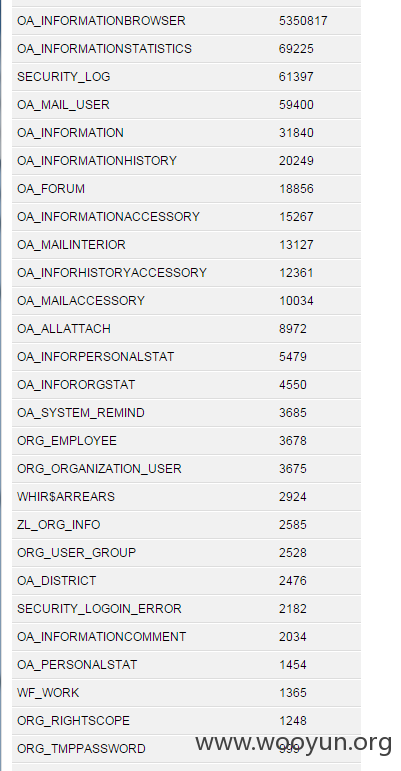 OA_INFORMATIONBROWSER 5350817
OA_INFORMATIONSTATISTICS 69225
SECURITY_LOG 61397
OA_MAIL_USER 59400
OA_INFORMATION 31840
OA_INFORMATIONHISTORY 20249
OA_FORUM 18856
OA_INFORMATIONACCESSORY 15267
OA_MAILINTERIOR 13127
OA_INFORHISTORYACCESSORY 12361
OA_MAILACCESSORY 10034
OA_ALLATTACH 8972
OA_INFORPERSONALSTAT 5479
OA_INFORORGSTAT 4550
OA_SYSTEM_REMIND 3685
ORG_EMPLOYEE 3678
ORG_ORGANIZATION_USER 3675
WHIR$ARREARS 2924
ZL_ORG_INFO 2585
ORG_USER_GROUP 2528
OA_DISTRICT 2476
SECURITY_LOGOIN_ERROR 2182
OA_INFORMATIONCOMMENT 2034
OA_PERSONALSTAT 1454
WF_WORK 1365
ORG_RIGHTSCOPE 1248
ORG_TMPPASSWORD
www.wooyun.org